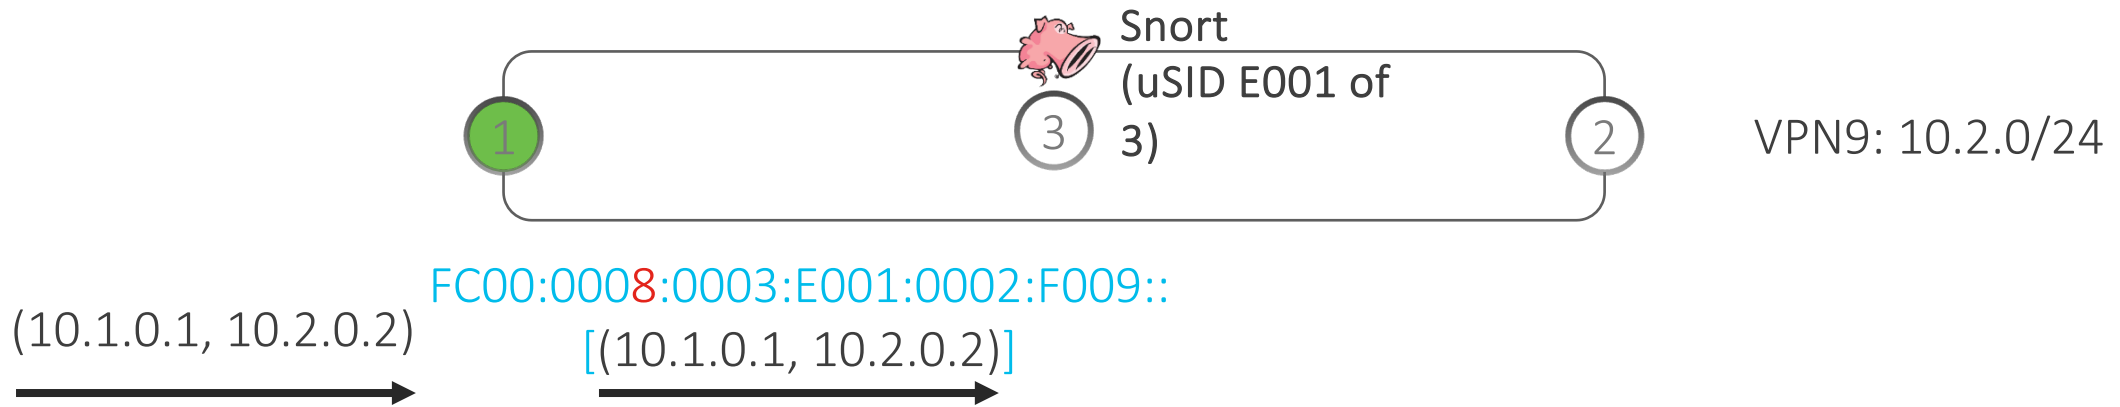 Snort
(uSID E001 of
3)
1
3
2
VPN9: 10.2.0/24
FC00:0008:0003:E001:0002:F009::
(10.1.0.1, 10.2.0.2)
[(10.1.0.1, 10.2.0.2)]